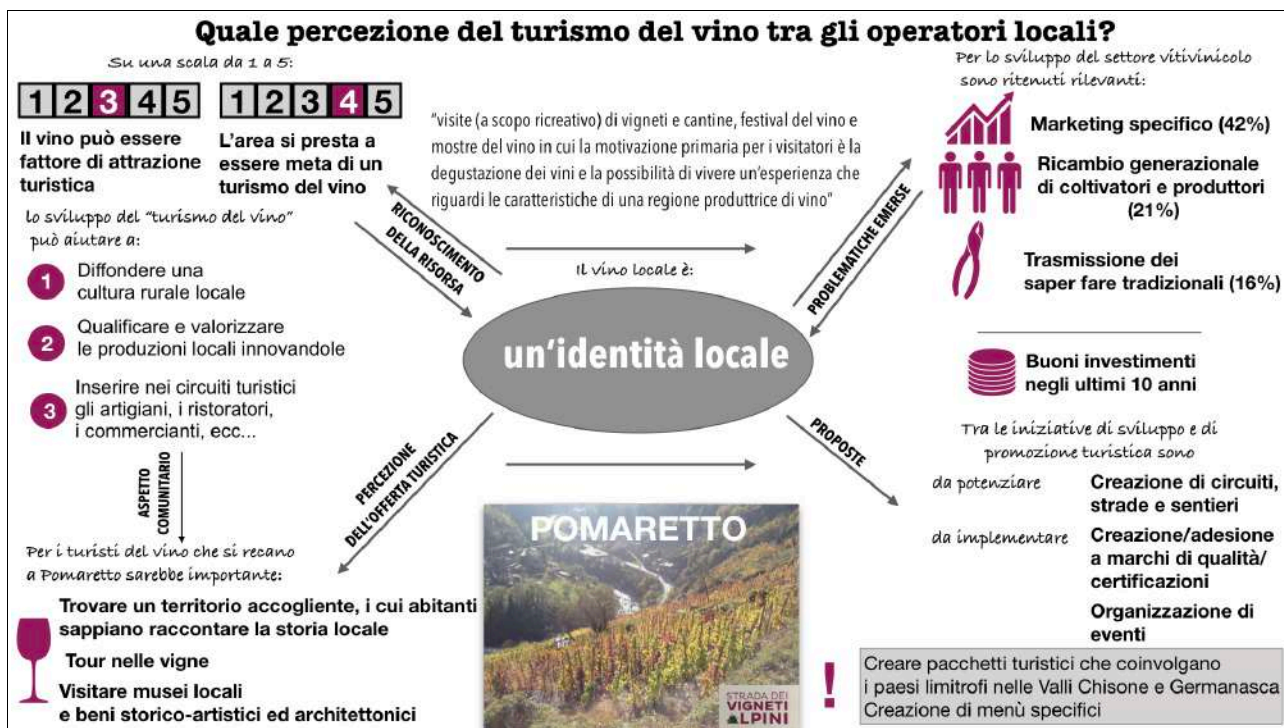 Quale percezione del turismo del vino tra gli operatori locali?
Su una scala da 1 a 5:
1 2 3 4 5
Il vino può essere
fattore di attrazione
turistica
1 2 3 4 5
L'area si presta a
essere meta di un
turismo del vino
lo sviluppo del "turismo del vino"
può aiutare a:
1 Diffondere una
cultura rurale locale
2 Qualificare e valorizzare
le produzioni locali innovandole
3 Inserire nei circuiti turistici
gli artigiani, i ristoratori,
i commercianti, ecc...
ASPETTO
COMUNITARIO
Per i turisti del vino che si recano
a Pomaretto sarebbe importante:
Trovare un territorio accogliente, i cui abitanti
sappiano raccontare la storia locale
Tour nelle vigne
Visitare musei locali
e beni storico-artistici ed architettonici
"visite (a scopo ricreativo) di vigneti e cantine, festival del vino e
mostre del vino in cui la motivazione primaria per i visitatori è la
degustazione dei vini e la possibilità di vivere un'esperienza che
riguardi le caratteristiche di una regione produttrice di vino"
RICONOSCIMENTO
DELLA RISORSA
Il vino locale è:
un'identità locale
PROBLEMATICHE EMERSE
PERCEZIONE
DELL'OFFERTA TURISTICA
PROPOSTE
POMARETTO
STRADA DEI
VIGNETI
ALPINI
Per lo sviluppo del settore vitivinicolo
sono ritenuti rilevanti:
Marketing specifico (42%)
Ricambio generazionale
di coltivatori e produttori
(21%)
Trasmissione dei
saper fare tradizionali (16%)
Buoni investimenti
negli ultimi 10 anni
Tra le iniziative di sviluppo e di
promozione turistica sono
da potenziare
Creazione di circuiti,
strade e sentieri
da implementare
Creazione/adesione
a marchi di qualità/
certificazioni
Organizzazione di
eventi
!
Creare pacchetti turistici che coinvolgano
i paesi limitrofi nelle Valli Chisone e Germanasca
Creazione di menù specifici